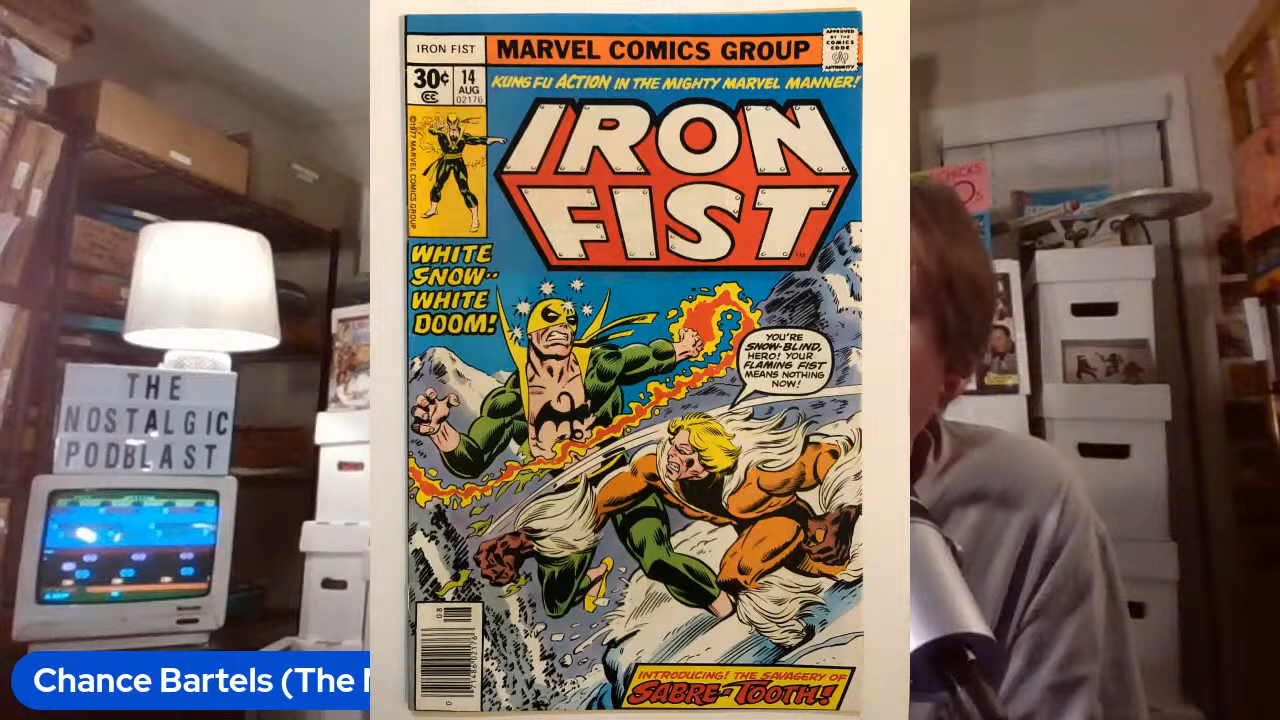 THE
NOSTALGIC
PODBLAST
Chance Bartels (The
IRON FIST
MARVEL COMICS GROUP
APPROVED
BY THE
COMICS
CODE
AUTHORITY
30¢
CC
14
AUG
02176
KUNG FU ACTION IN THE MIGHTY MARVEL MANNER!
©1977 MARVEL COMICS GROUP
IRON
FIST
TM
WHITE
SNOW--
WHITE
DOOM!
YOU'RE
SNOW-BLIND,
HERO! YOUR
FLAMING FIST
MEANS NOTHING
NOW!
INTRODUCING! THE SAVAGERY OF
SABRE-TOOTH!
08
CHICKS